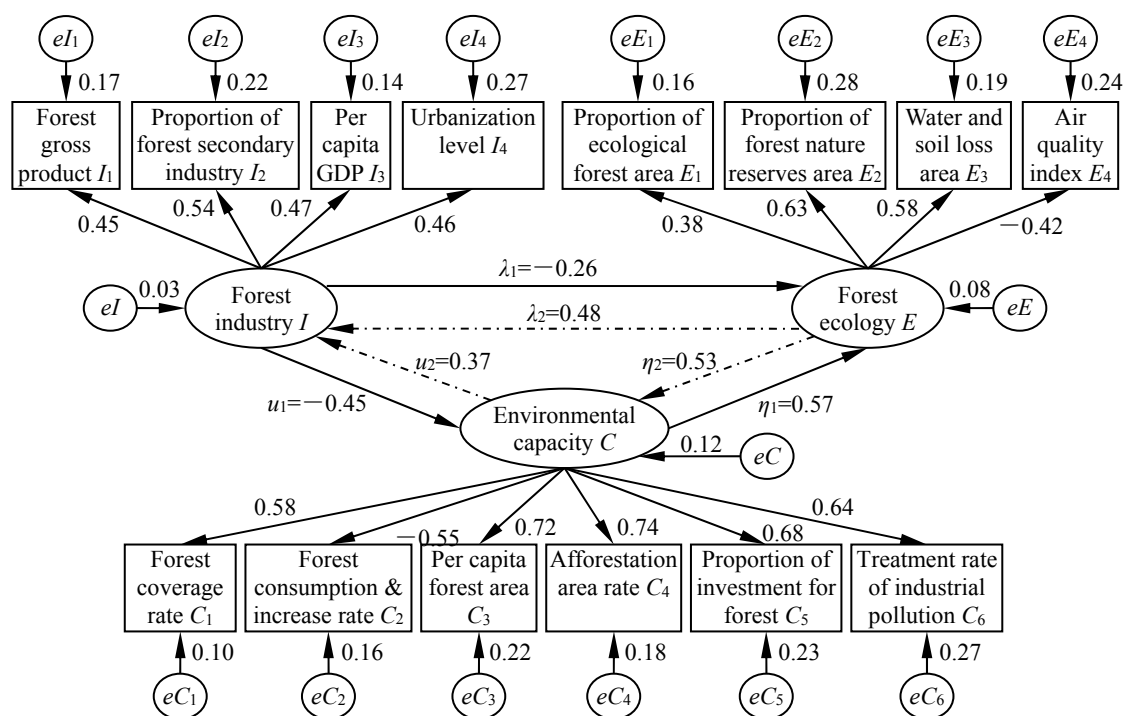 eI1 eI2 eI3 eI4 eE1 eE2 eE3 eE4
0.17 0.22 0.14 0.27 0.16 0.28 0.19 0.24
Forest
gross
product I1
Proportion of
forest secondary
industry I2
Per
capita
GDP I3
Urbanization
level I4
Proportion of
ecological
forest area E1
Proportion of
forest nature
reserves area E2
Water and
soil loss
area E3
Air
quality
index E4
0.45 0.54 0.47 0.46 0.38 0.63 0.58 −0.42
eI
0.03
Forest
industry I
λ1=−0.26
λ2=0.48
Forest
ecology E
0.08
eE
u2=0.37
η2=0.53
u1=−0.45
η1=0.57
Environmental
capacity C
0.12
eC
0.58 −0.55 0.72 0.74 0.68 0.64
Forest
coverage
rate C1
Forest
consumption &
increase rate C2
Per capita
forest area
C3
Afforestation
area rate C4
Proportion of
investment for
forest C5
Treatment rate
of industrial
pollution C6
0.10 0.16 0.22 0.18 0.23 0.27
eC1 eC2 eC3 eC4 eC5 eC6